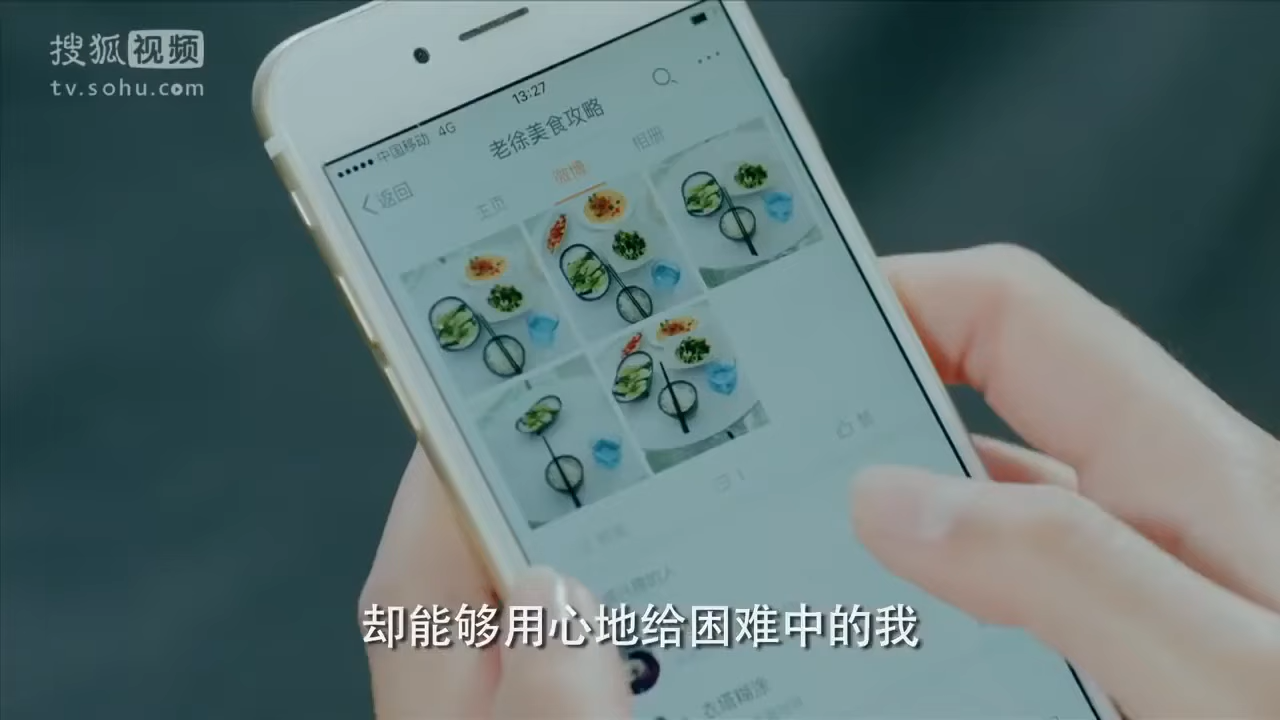 搜狐视频
tv.sohu.com
中国移动 4G
13:27
返回
老徐美食攻略
主页
微博
相册
却能够用心地给困难中的我